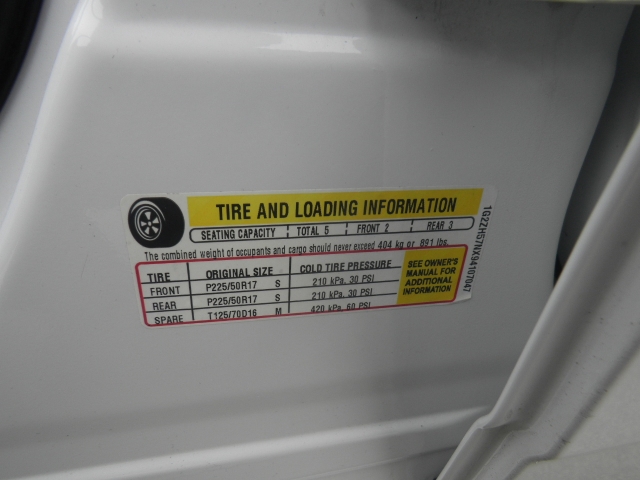 TIRE AND LOADING INFORMATION
SEATING CAPACITY TOTAL 5 FRONT 2 REAR 3
The combined weight of occupants and cargo should never exceed 404 kg or 891 lbs.
TIRE ORIGINAL SIZE COLD TIRE PRESSURE
FRONT P225/50R17 S 210 kPa, 30 PSI
REAR P225/50R17 S 210 kPa, 30 PSI
SPARE T125/70D16 M 420 kPa, 60 PSI
SEE OWNER'S
MANUAL FOR
ADDITIONAL
INFORMATION
1G2ZH57NX94107047